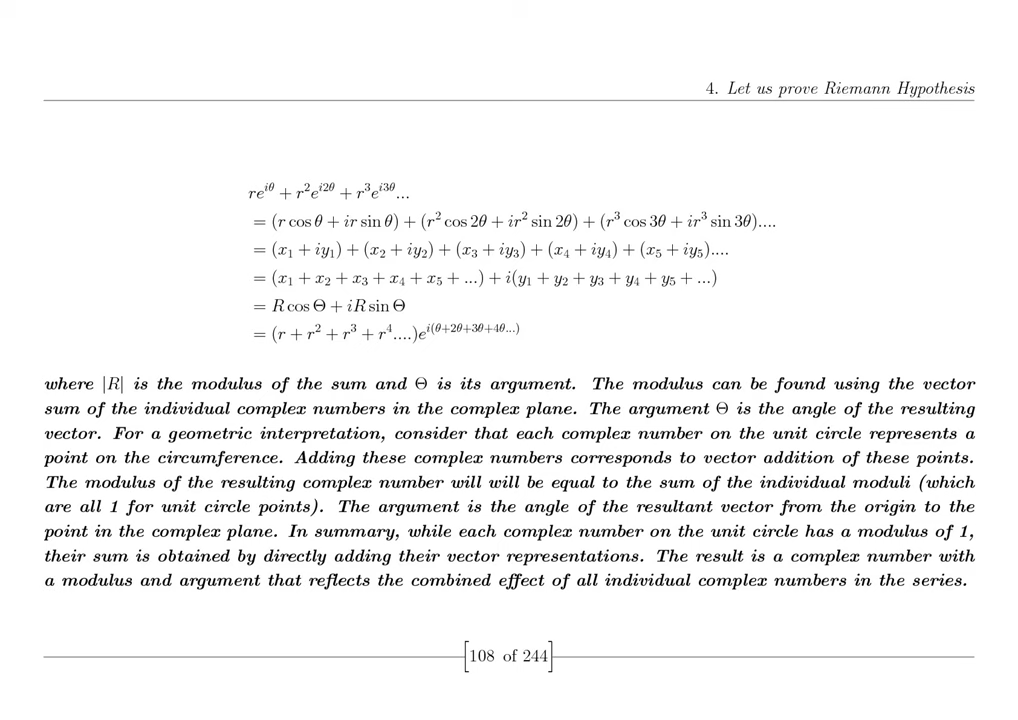 4. Let us prove Riemann Hypothesis
re^{iθ} + r^2e^{i2θ} + r^3e^{i3θ}...
= (r cos θ + ir sin θ) + (r^2 cos 2θ + ir^2 sin 2θ) + (r^3 cos 3θ + ir^3 sin 3θ)....
= (x_1 + iy_1) + (x_2 + iy_2) + (x_3 + iy_3) + (x_4 + iy_4) + (x_5 + iy_5)....
= (x_1 + x_2 + x_3 + x_4 + x_5 + ...) + i(y_1 + y_2 + y_3 + y_4 + y_5 + ...)
= R cos Θ + iR sin Θ
= (r + r^2 + r^3 + r^4....)e^{i(θ+2θ+3θ+4θ...)}
where |R| is the modulus of the sum and Θ is its argument. The modulus can be found using the vector
sum of the individual complex numbers in the complex plane. The argument Θ is the angle of the resulting
vector. For a geometric interpretation, consider that each complex number on the unit circle represents a
point on the circumference. Adding these complex numbers corresponds to vector addition of these points.
The modulus of the resulting complex number will will be equal to the sum of the individual moduli (which
are all 1 for unit circle points). The argument is the angle of the resultant vector from the origin to the
point in the complex plane. In summary, while each complex number on the unit circle has a modulus of 1,
their sum is obtained by directly adding their vector representations. The result is a complex number with
a modulus and argument that reflects the combined effect of all individual complex numbers in the series.
[108 of 244]